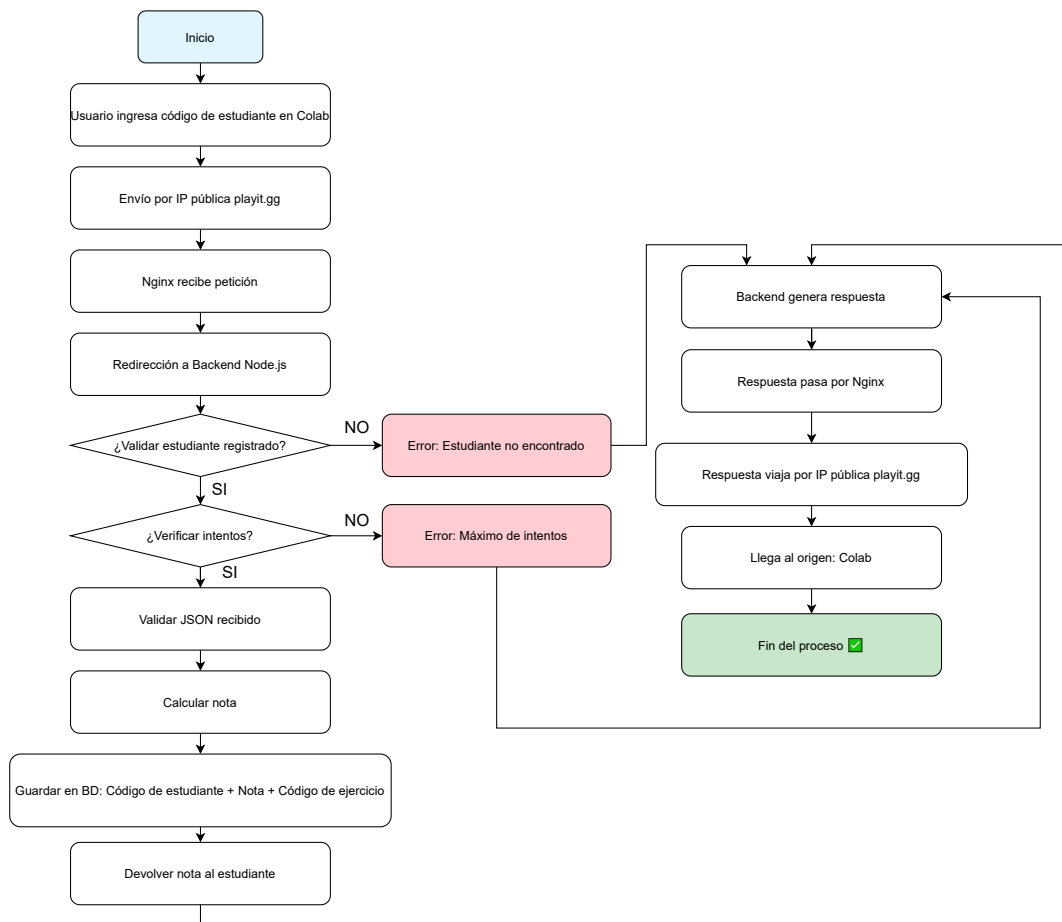 Inicio
Usuario ingresa código de estudiante en Colab
Envío por IP pública playit.gg
Nginx recibe petición
Redirección a Backend Node.js
¿Validar estudiante registrado?
NO
Error: Estudiante no encontrado
SI
¿Verificar intentos?
NO
Error: Máximo de intentos
SI
Validar JSON recibido
Calcular nota
Guardar en BD: Código de estudiante + Nota + Código de ejercicio
Devolver nota al estudiante
Backend genera respuesta
Respuesta pasa por Nginx
Respuesta viaja por IP pública playit.gg
Llega al origen: Colab
Fin del proceso ✅